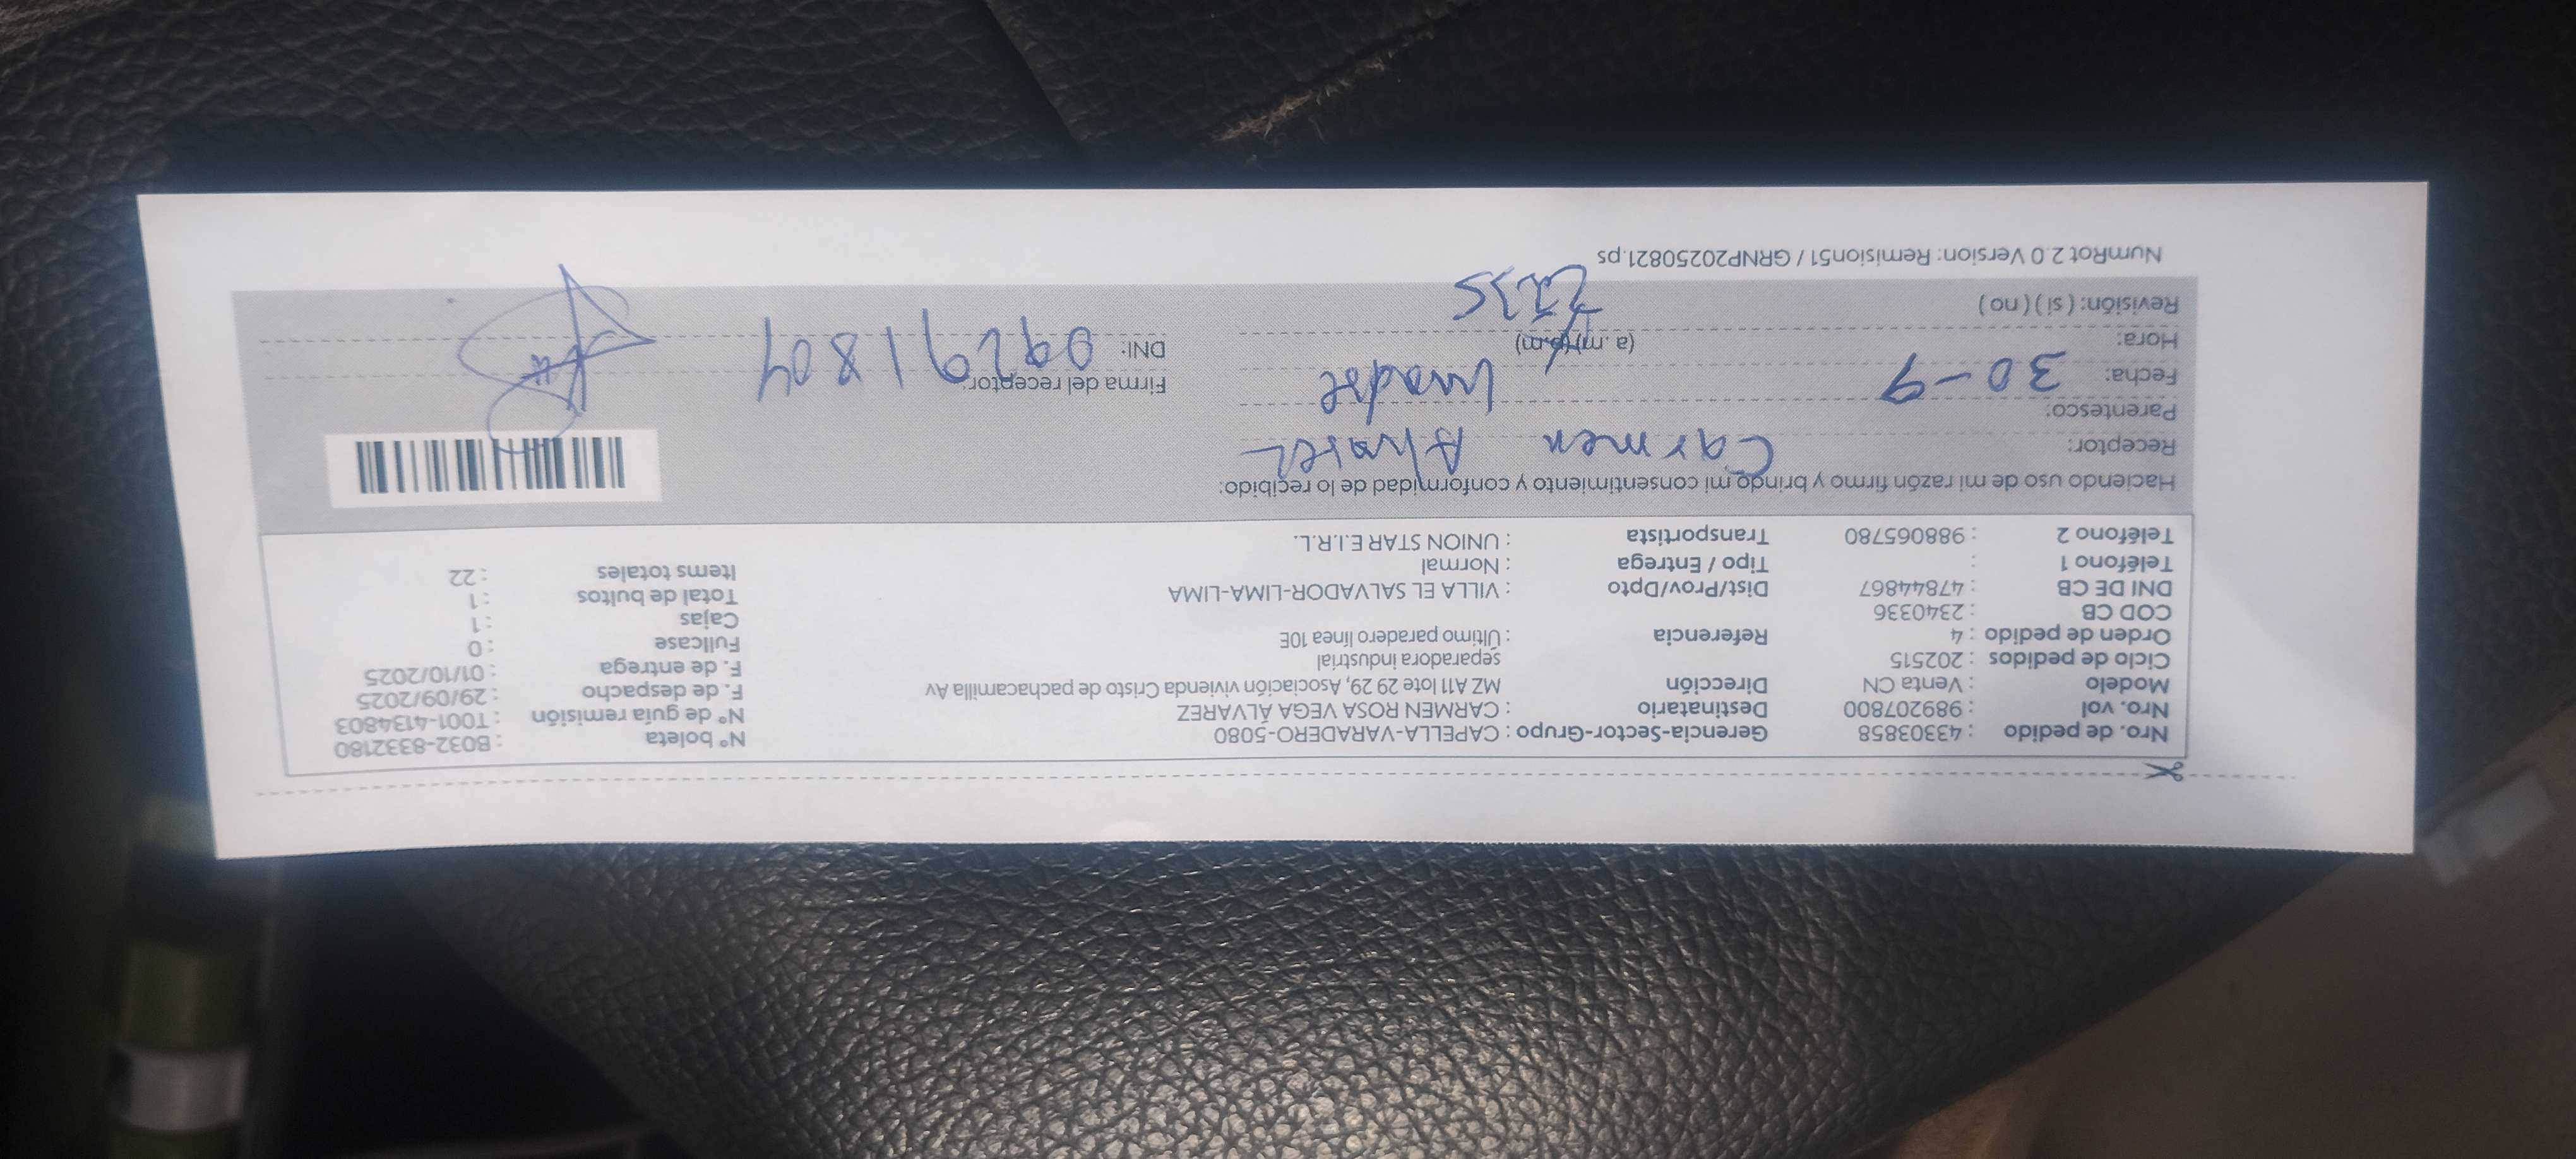 Nro. de pedido : 43303858 Gerencia-Sector-Grupo : CAPELLA-VARADERO-5080 N° boleta : B032-8332180
Nro. vol : 989207800 Destinatario : CARMEN ROSA VEGA ÁLVAREZ N° de guía remisión : T001-4134803
Modelo : Venta CN Dirección : MZ A11 lote 29 29, Asociación vivienda Cristo de pachacamilla Av F. de despacho : 29/09/2025
Ciclo de pedidos : 202515 separadora industrial F. de entrega : 01/10/2025
Orden de pedido : 4 Referencia : Último paradero línea 10E Fullcase : 0
COD CB : 2340336 Cajas : 1
DNI DE CB : 47844867 Dist/Prov/Dpto : VILLA EL SALVADOR-LIMA-LIMA Total de bultos : 1
Teléfono 1 : Tipo / Entrega : Normal Items totales : 22
Teléfono 2 : 988065780 Transportista : UNION STAR E.I.R.L.
Haciendo uso de mi razón firmo y brindo mi consentimiento y conformidad de lo recibido:
Receptor: Carmen Alvarez
Parentesco: madre
Fecha: 30-9 Firma del receptor:
Hora: (a.m) (p.m) DNI: 09291804
Revisión: ( si ) ( no )
NumRot 2.0 Version: Remision51 / GRNP20250821.ps